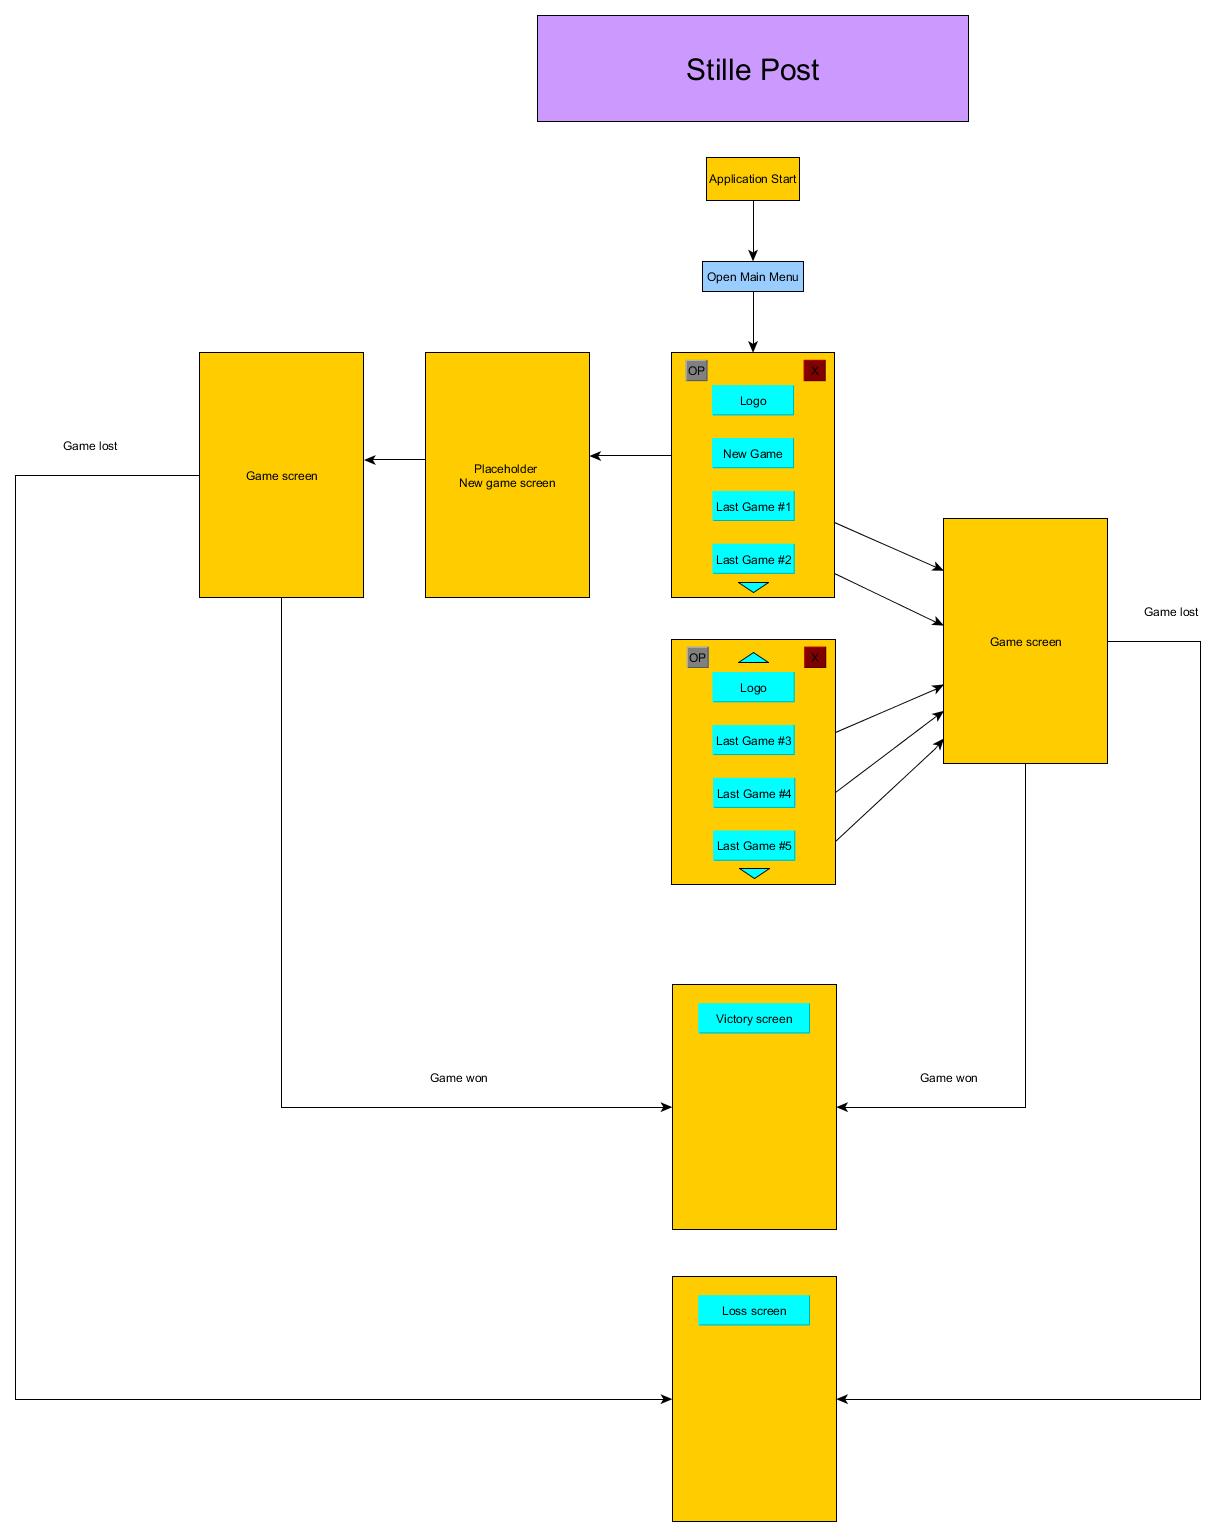 Stille Post
Application Start
Open Main Menu
OP
X
Logo
New Game
Last Game #1
Last Game #2
Placeholder
New game screen
Game screen
Game lost
OP
X
Logo
Last Game #3
Last Game #4
Last Game #5
Game screen
Game lost
Victory screen
Game won
Game won
Loss screen